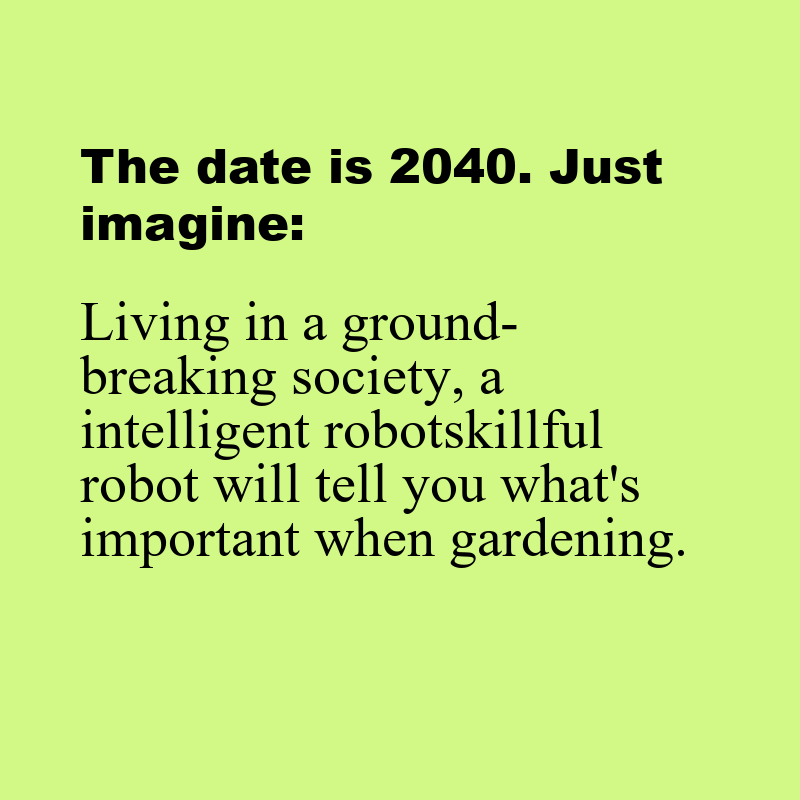 The date is 2040. Just
imagine:
Living in a ground-
breaking society, a
intelligent robotskillful
robot will tell you what's
important when gardening.